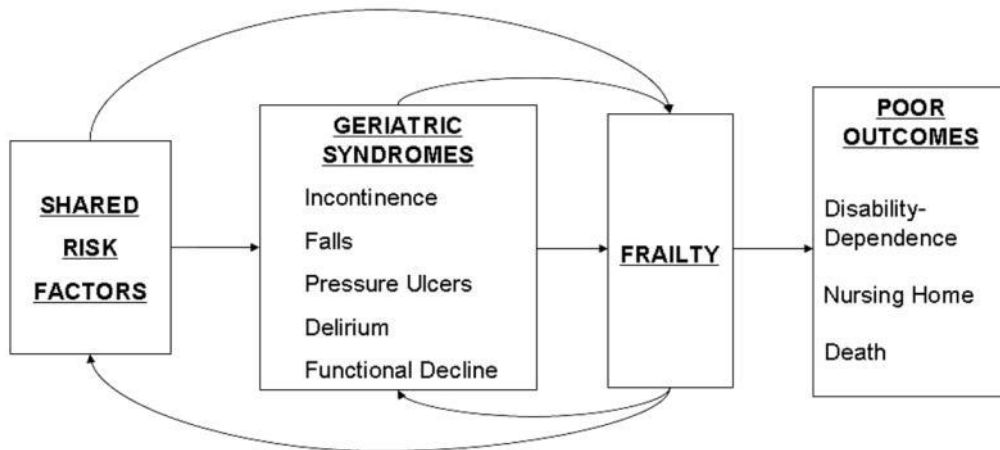 SHARED
RISK
FACTORS
GERIATRIC
SYNDROMES
Incontinence
Falls
Pressure Ulcers
Delirium
Functional Decline
FRAILTY
POOR
OUTCOMES
Disability-
Dependence
Nursing Home
Death